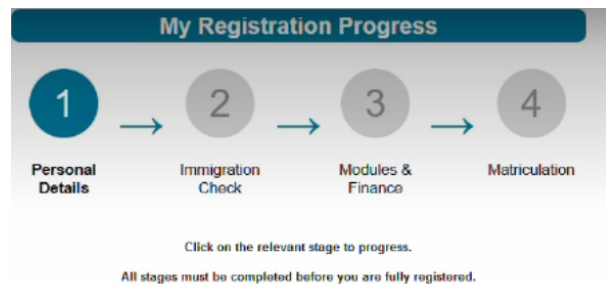 My Registration Progress
1 → 2 → 3 → 4
Personal Details
Immigration Check
Modules & Finance
Matriculation
Click on the relevant stage to progress.
All stages must be completed before you are fully registered.